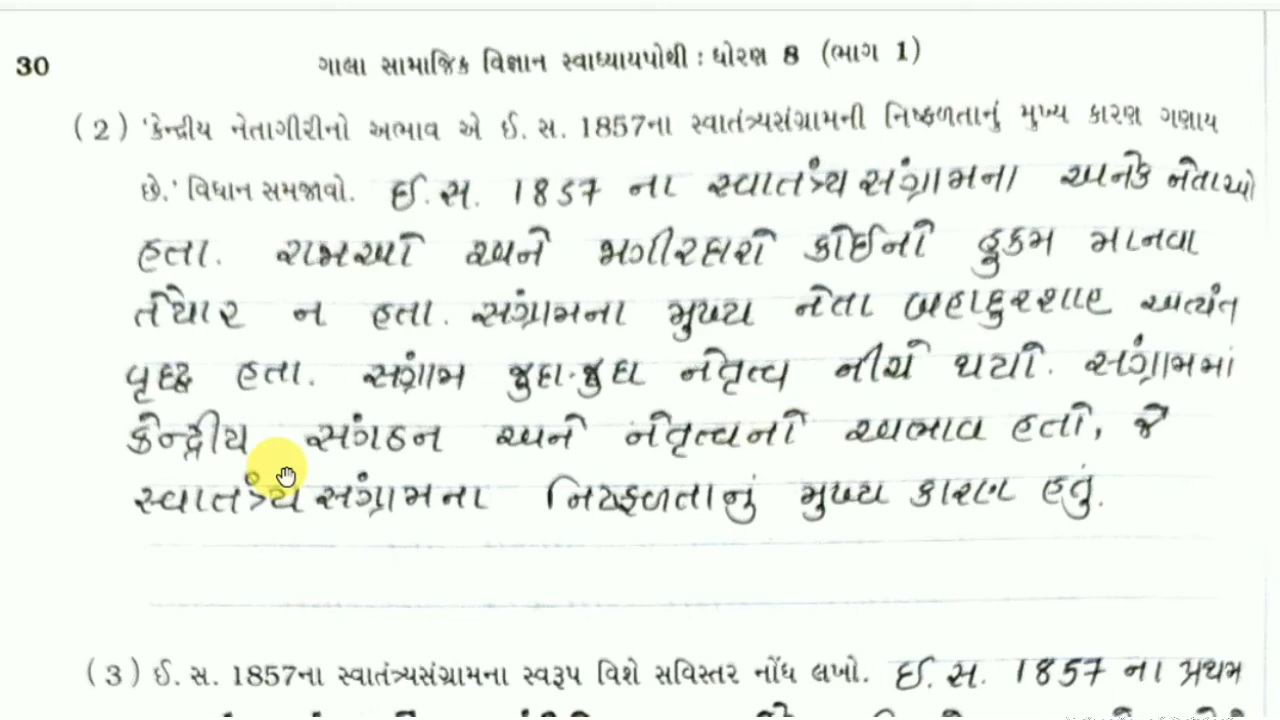 30
ગાલા સામાજિક વિજ્ઞાન સ્વાધ્યાયપોથી : ધોરણ 8 (ભાગ 1)
(2) 'કેન્દ્રીય નેતાગીરીનો અભાવ એ ઈ. સ. 1857ના સ્વાતંત્ર્યસંગ્રામની નિષ્ફળતાનું મુખ્ય કારણ ગણાય
છે.' વિધાન સમજાવો. ઈ. સ. 1857 ના સ્વાતંત્ર્ય સંગ્રામના અનેક નેતાઓ
હતા. રાજાઓ અને જાગીરદારો કોઈનો હુકમ માનવા
તૈયાર ન હતા. સંગ્રામના મુખ્ય નેતા બહાદુરશાહ અત્યંત
વૃદ્ધ હતા. સંગ્રામ જુદા-જુદા નેતૃત્વ નીચે થયો. સંગ્રામમાં
કેન્દ્રીય સંગઠન અને નેતૃત્વનો અભાવ હતો, જે
સ્વાતંત્ર્ય સંગ્રામના નિષ્ફળતાનું મુખ્ય કારણ હતું.
(3) ઈ. સ. 1857ના સ્વાતંત્ર્યસંગ્રામના સ્વરૂપ વિશે સવિસ્તર નોંધ લખો. ઈ. સ. 1857 ના પ્રથમ